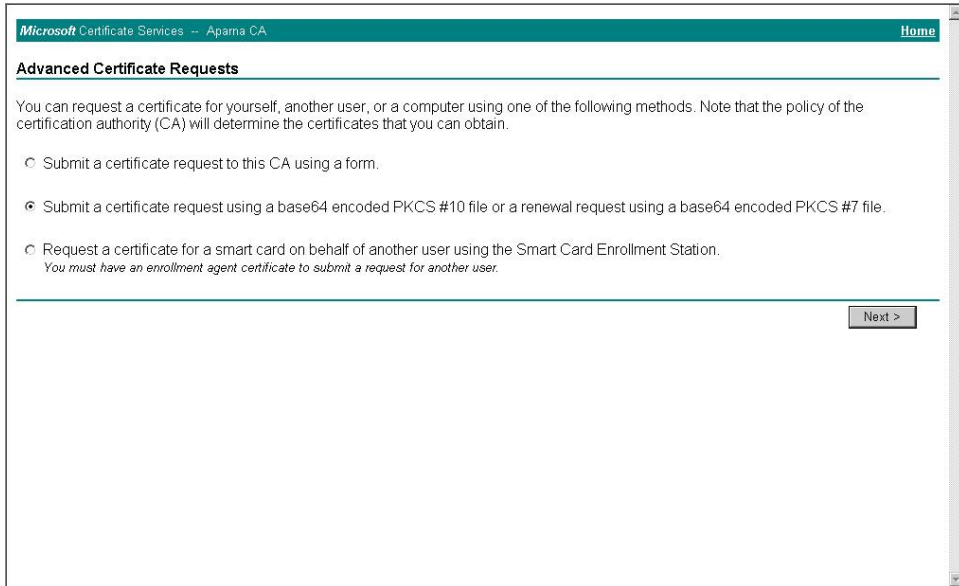 Microsoft Certificate Services -- Aparna CA Home
Advanced Certificate Requests
You can request a certificate for yourself, another user, or a computer using one of the following methods. Note that the policy of the
certification authority (CA) will determine the certificates that you can obtain.
Submit a certificate request to this CA using a form.
Submit a certificate request using a base64 encoded PKCS #10 file or a renewal request using a base64 encoded PKCS #7 file.
Request a certificate for a smart card on behalf of another user using the Smart Card Enrollment Station.
You must have an enrollment agent certificate to submit a request for another user.
Next >